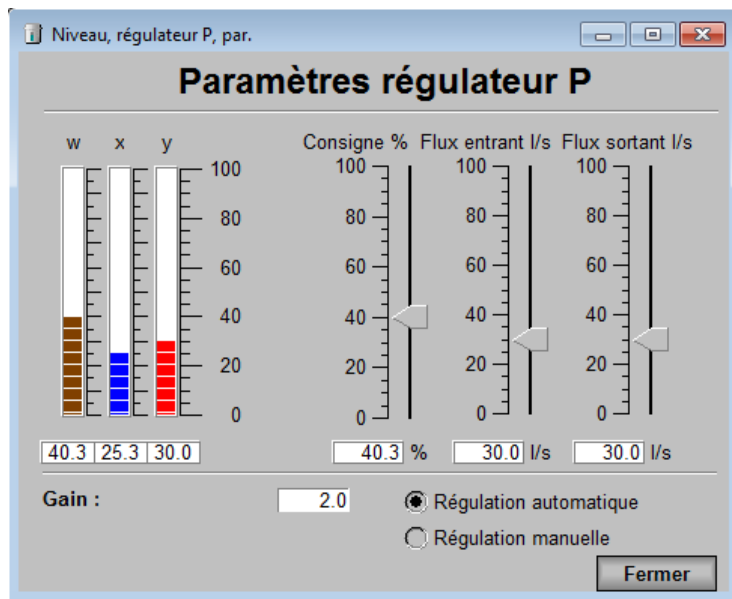 Niveau, régulateur P, par.
Paramètres régulateur P
w x y
Consigne % Flux entrant l/s Flux sortant l/s
100 100 100 100
80 80 80 80
60 60 60 60
40 40 40 40
20 20 20 20
0 0 0 0
40.3 25.3 30.0 40.3 % 30.0 l/s 30.0 l/s
Gain : 2.0 Régulation automatique
Régulation manuelle
Fermer